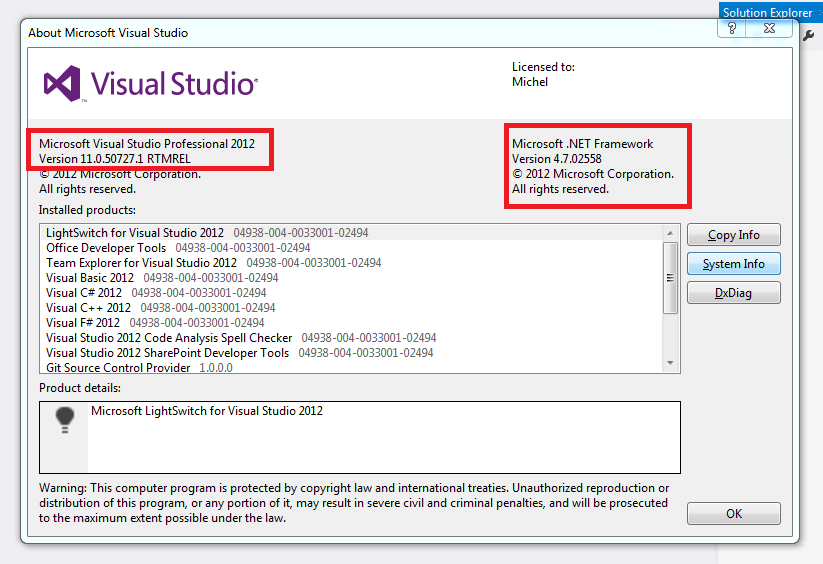 Solution Explorer
About Microsoft Visual Studio
?
Visual Studio
Licensed to:
Michel
Microsoft Visual Studio Professional 2012
Version 11.0.50727.1 RTMREL
© 2012 Microsoft Corporation.
All rights reserved.
Microsoft .NET Framework
Version 4.7.02558
© 2012 Microsoft Corporation.
All rights reserved.
Installed products:
LightSwitch for Visual Studio 2012 04938-004-0033001-02494
Office Developer Tools 04938-004-0033001-02494
Team Explorer for Visual Studio 2012 04938-004-0033001-02494
Visual Basic 2012 04938-004-0033001-02494
Visual C# 2012 04938-004-0033001-02494
Visual C++ 2012 04938-004-0033001-02494
Visual F# 2012 04938-004-0033001-02494
Visual Studio 2012 Code Analysis Spell Checker 04938-004-0033001-02494
Visual Studio 2012 SharePoint Developer Tools 04938-004-0033001-02494
Git Source Control Provider 1.0.0.0
Copy Info
System Info
DxDiag
Product details:
Microsoft LightSwitch for Visual Studio 2012
Warning: This computer program is protected by copyright law and international treaties. Unauthorized reproduction or
distribution of this program, or any portion of it, may result in severe civil and criminal penalties, and will be prosecuted
to the maximum extent possible under the law.
OK